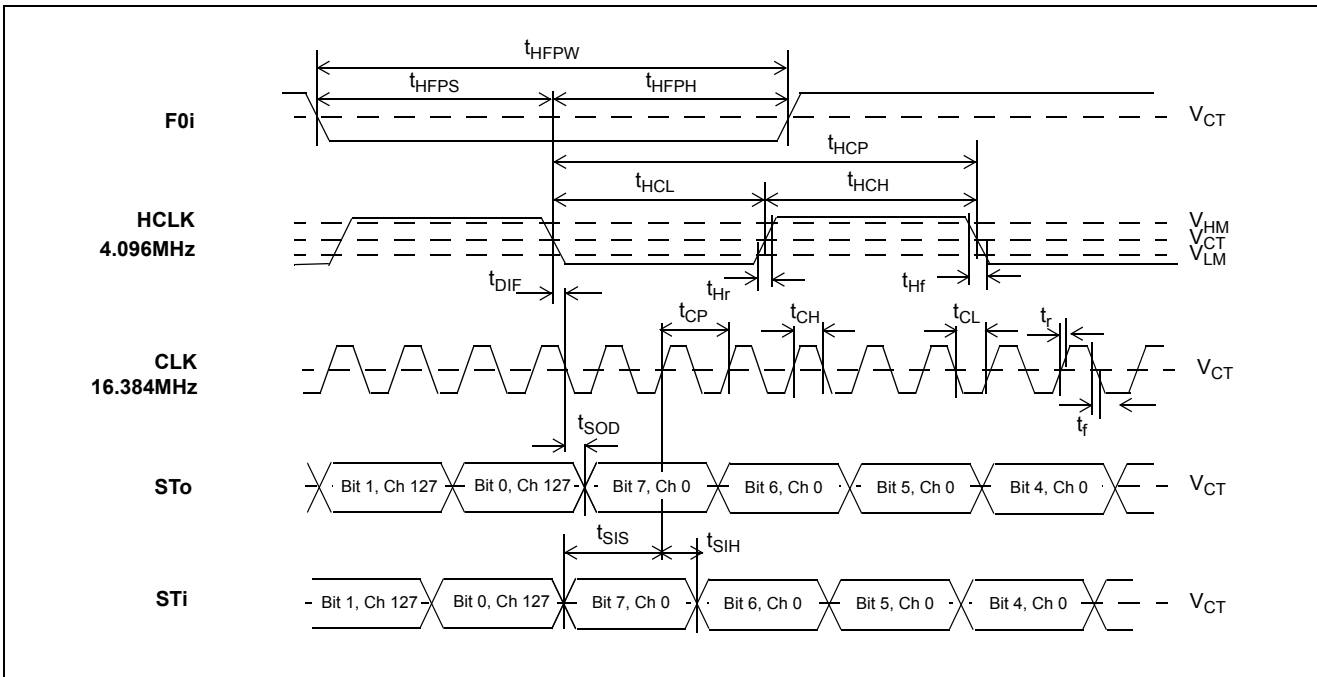 tHFPW
tHFPS tHFPH
F0i VCT
tHCP
tHCL tHCH
HCLK VHM
4.096MHz VCT
VLM
tDIF tHr tHf
tCP tCH tCL tr
CLK
16.384MHz VCT
tf
tSOD
STo Bit 1, Ch 127 Bit 0, Ch 127 Bit 7, Ch 0 Bit 6, Ch 0 Bit 5, Ch 0 Bit 4, Ch 0 VCT
tSIS tSIH
STi Bit 1, Ch 127 Bit 0, Ch 127 Bit 7, Ch 0 Bit 6, Ch 0 Bit 5, Ch 0 Bit 4, Ch 0 VCT